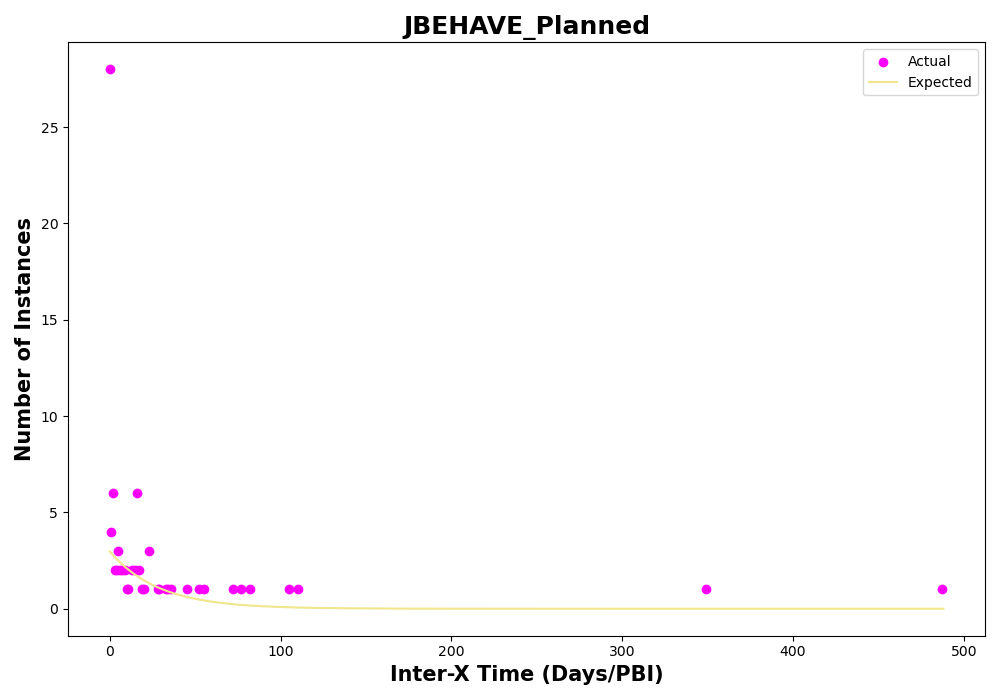 JBEHAVE_Planned
Actual
Expected
Number of Instances
25
20
15
10
5
0
0
100
200
300
400
500
Inter-X Time (Days/PBI)